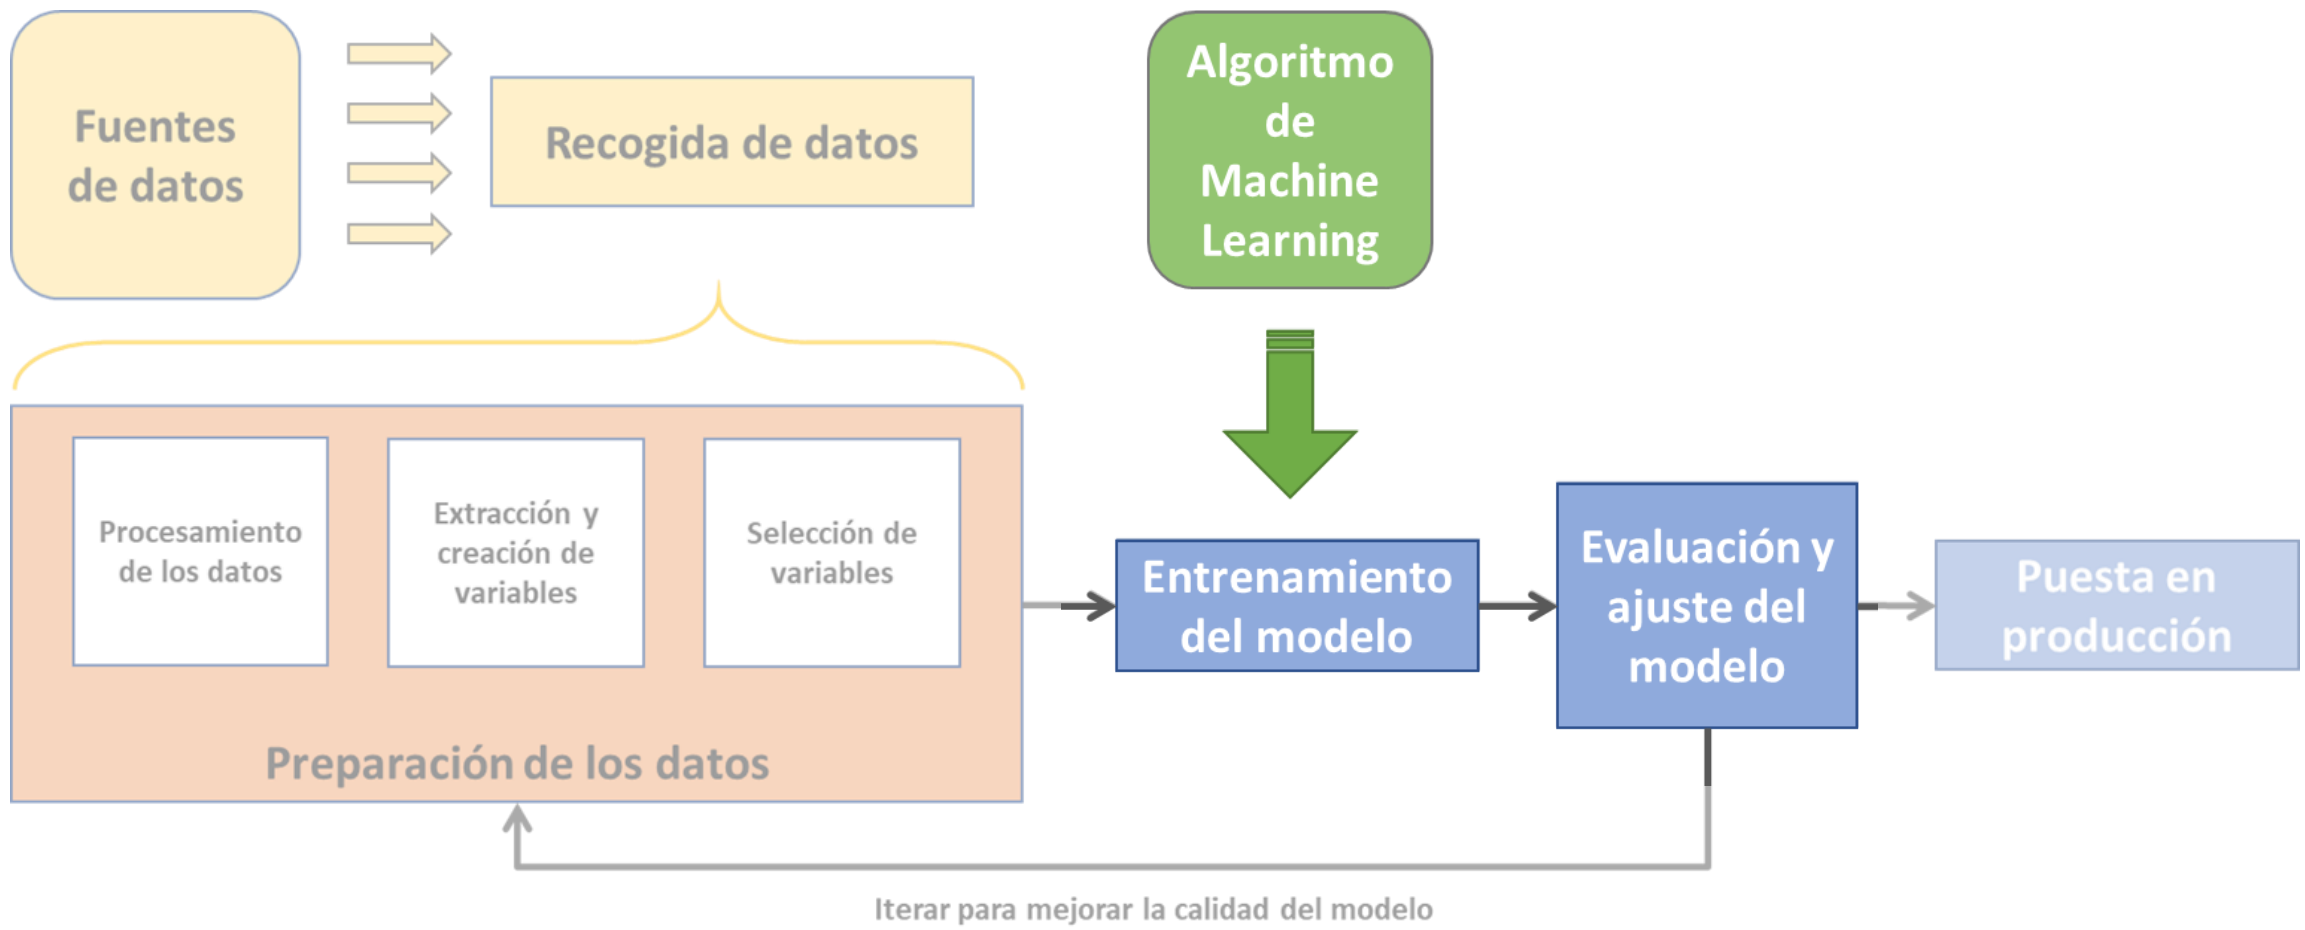 Fuentes
de datos
Recogida de datos
Algoritmo
de
Machine
Learning
Procesamiento
de los datos
Extracción y
creación de
variables
Selección de
variables
Preparación de los datos
Entrenamiento
del modelo
Evaluación y
ajuste del
modelo
Puesta en
producción
Iterar para mejorar la calidad del modelo